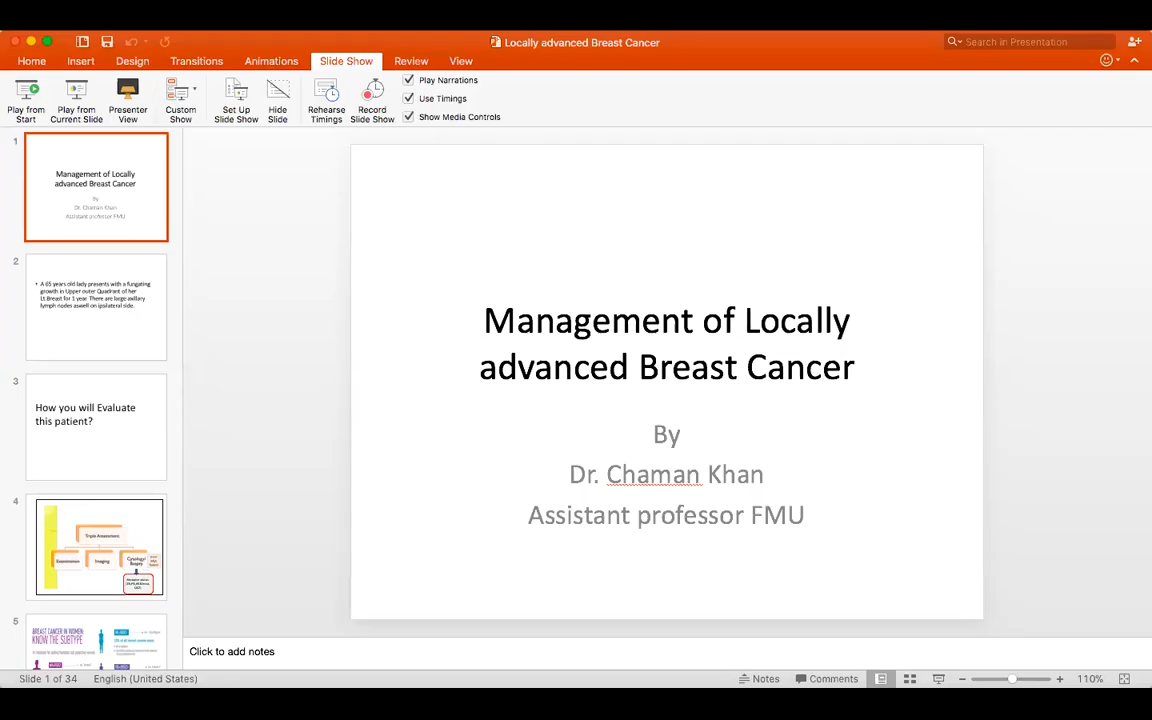 Locally advanced Breast Cancer
Search in Presentation
Home Insert Design Transitions Animations Slide Show Review View
Play from Start
Play from Current Slide
Presenter View
Custom Show
Set Up Slide Show
Hide Slide
Rehearse Timings
Record Slide Show
Play Narrations
Use Timings
Show Media Controls
1
Management of Locally
advanced Breast Cancer
By
Dr. Chaman Khan
Assistant professor FMU
2
• A 65 years old lady presents with a fungating
growth in Upper outer Quadrant of her
Lt Breast for 1 year. There are large axillary
lymph nodes aswell on ipsilateral side.
3
How you will Evaluate
this patient?
4
Triple Assessment
Examination
Imaging
Cytology/
Biopsy
5
BREAST CANCER IN WOMEN:
KNOW THE SUBTYPE
Management of Locally
advanced Breast Cancer
By
Dr. Chaman Khan
Assistant professor FMU
Click to add notes
Slide 1 of 34 English (United States)
Notes Comments 110%